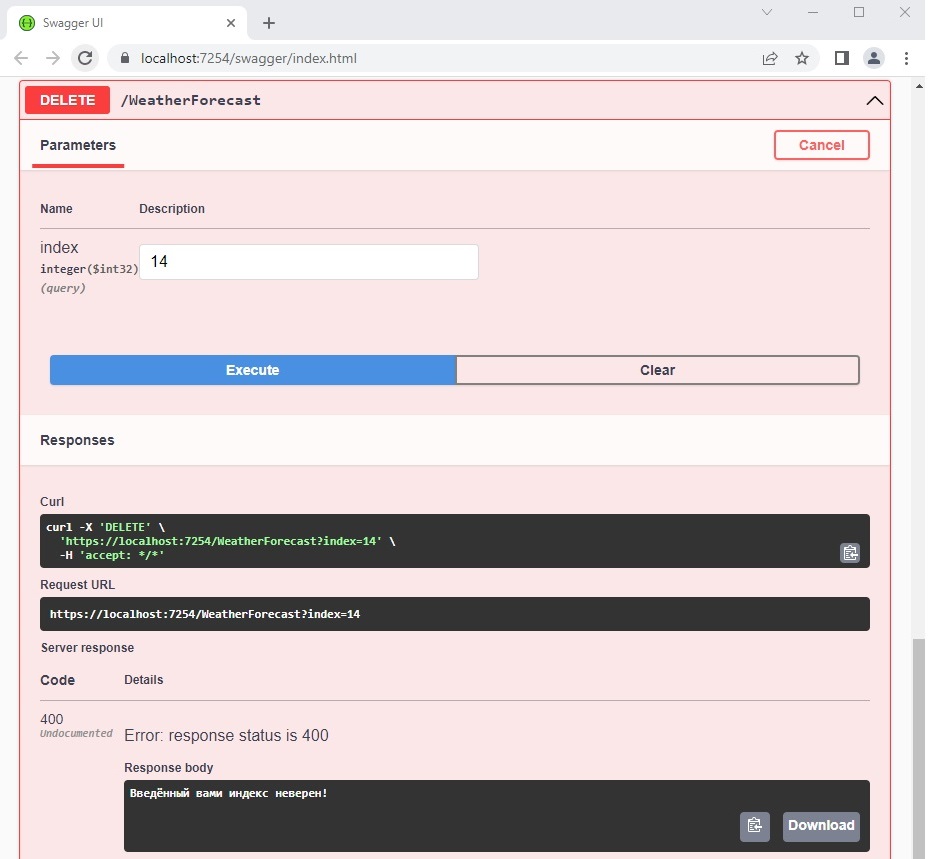 Swagger UI
localhost:7254/swagger/index.html
DELETE /WeatherForecast
Parameters Cancel
Name Description
index
integer($int32)
(query)
14
Execute Clear
Responses
Curl
curl -X 'DELETE' \
'https://localhost:7254/WeatherForecast?index=14' \
-H 'accept: */*'
Request URL
https://localhost:7254/WeatherForecast?index=14
Server response
Code Details
400
Undocumented
Error: response status is 400
Response body
Введённый вами индекс неверен!
Download